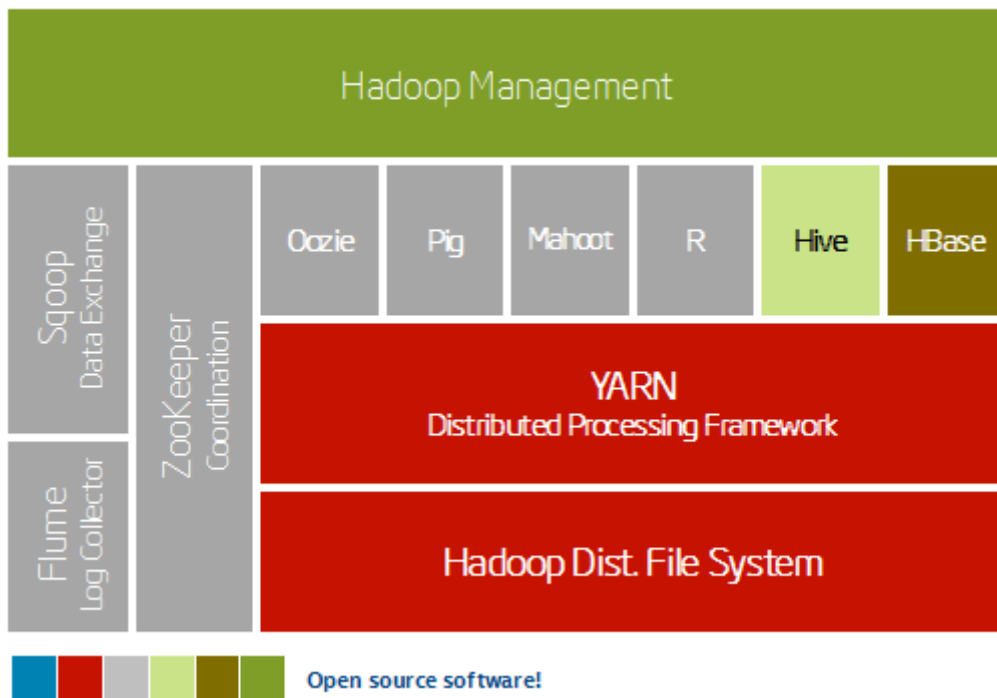 Hadoop Management
Sqoop
Data Exchange
Flume
Log Collector
ZooKeeper
Coordination
Oozie
Pig
Mahoot
R
Hive
HBase
YARN
Distributed Processing Framework
Hadoop Dist. File System
Open source software!